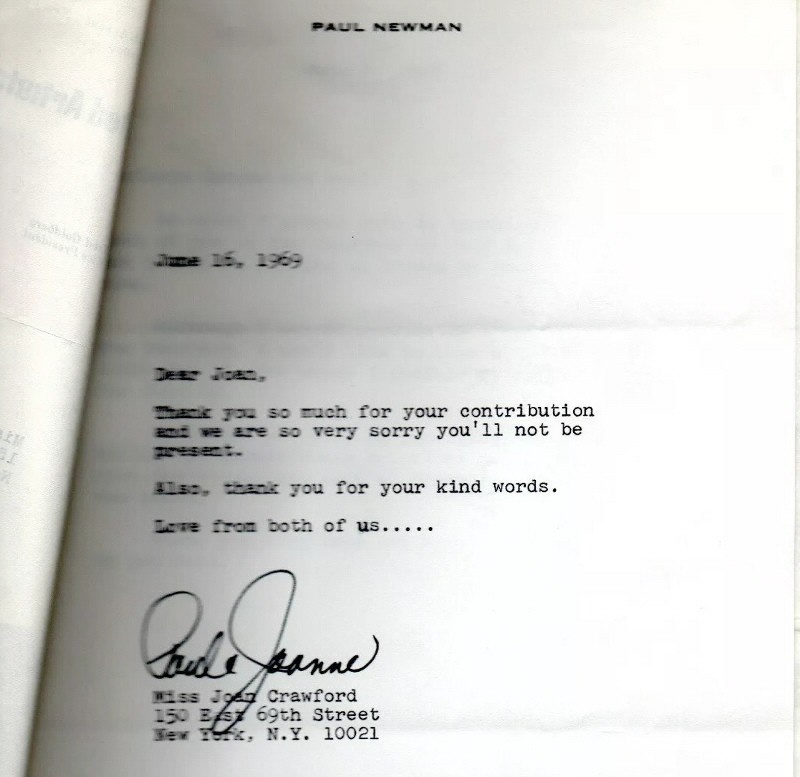 PAUL NEWMAN
June 16, 1969
Dear Joan,
Thank you so much for your contribution
and we are so very sorry you'll not be
present.
Also, thank you for your kind words.
Love from both of us.....
Paul & Joanne
Miss Joan Crawford
150 East 69th Street
New York, N.Y. 10021